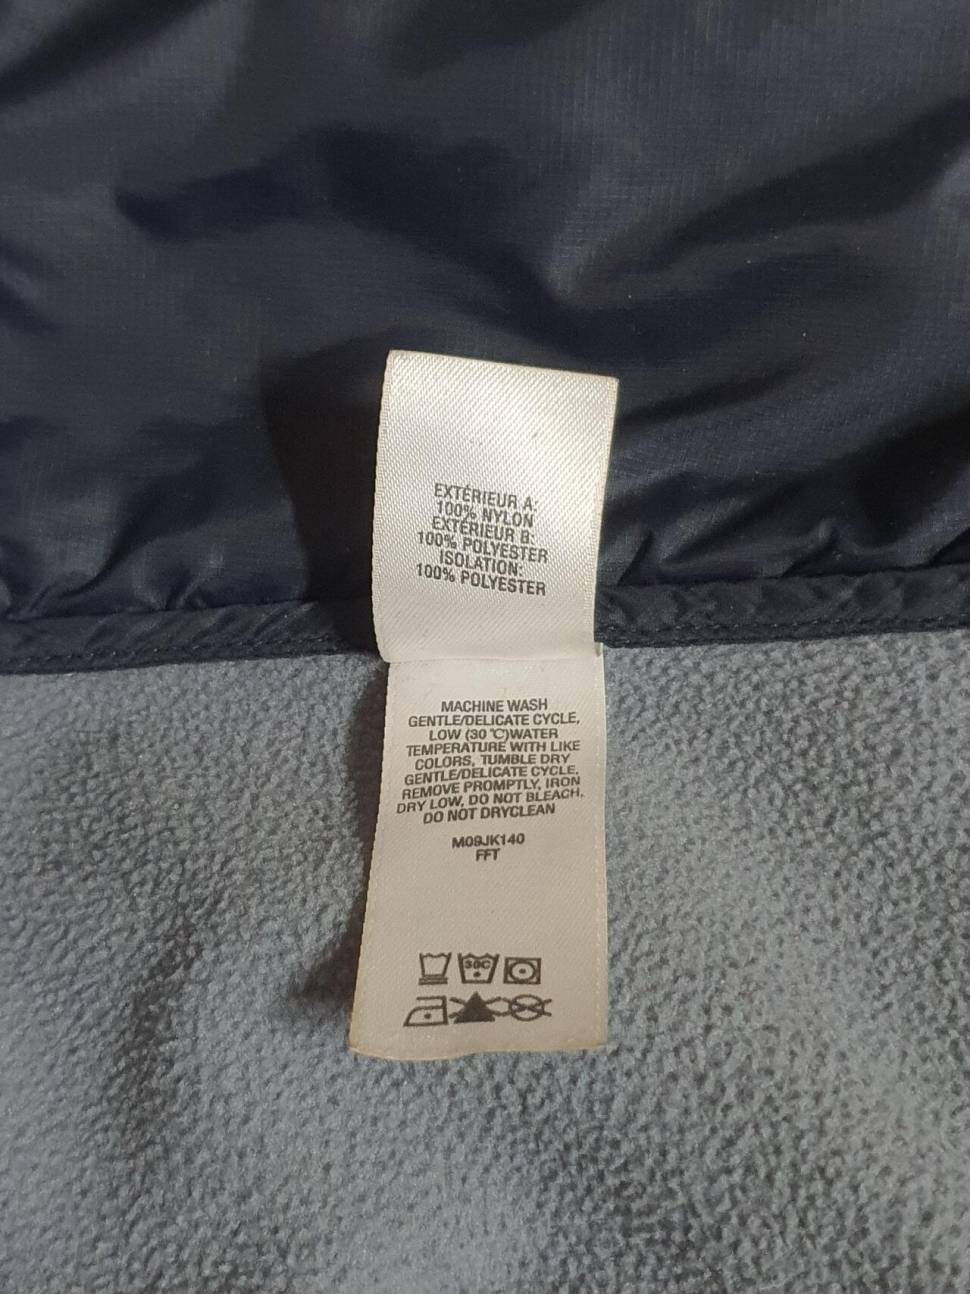 EXTÉRIEUR A:
100% NYLON
EXTÉRIEUR B:
100% POLYESTER
ISOLATION:
100% POLYESTER
MACHINE WASH
GENTLE/DELICATE CYCLE,
LOW (30 °C)WATER
TEMPERATURE WITH LIKE
COLORS, TUMBLE DRY
GENTLE/DELICATE CYCLE,
REMOVE PROMPTLY, IRON
DRY LOW, DO NOT BLEACH,
DO NOT DRYCLEAN
M09JK140
FFT
30C